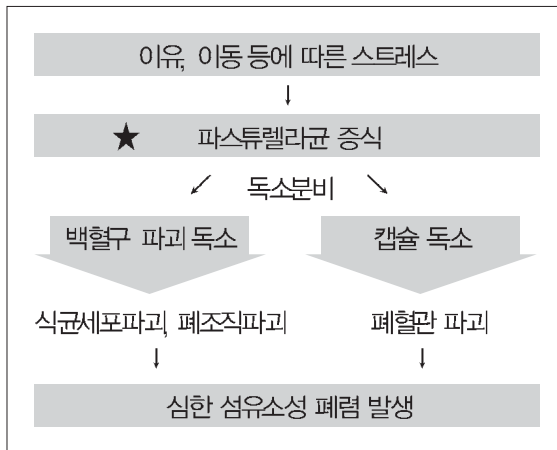 이유, 이동 등에 따른 스트레스
↓
★ 파스튜렐라균 증식
↙ 독소분비 ↘
백혈구 파괴 독소 캡슐 독소
식균세포파괴, 폐조직파괴 폐혈관 파괴
↓ ↓
심한 섬유소성 폐렴 발생